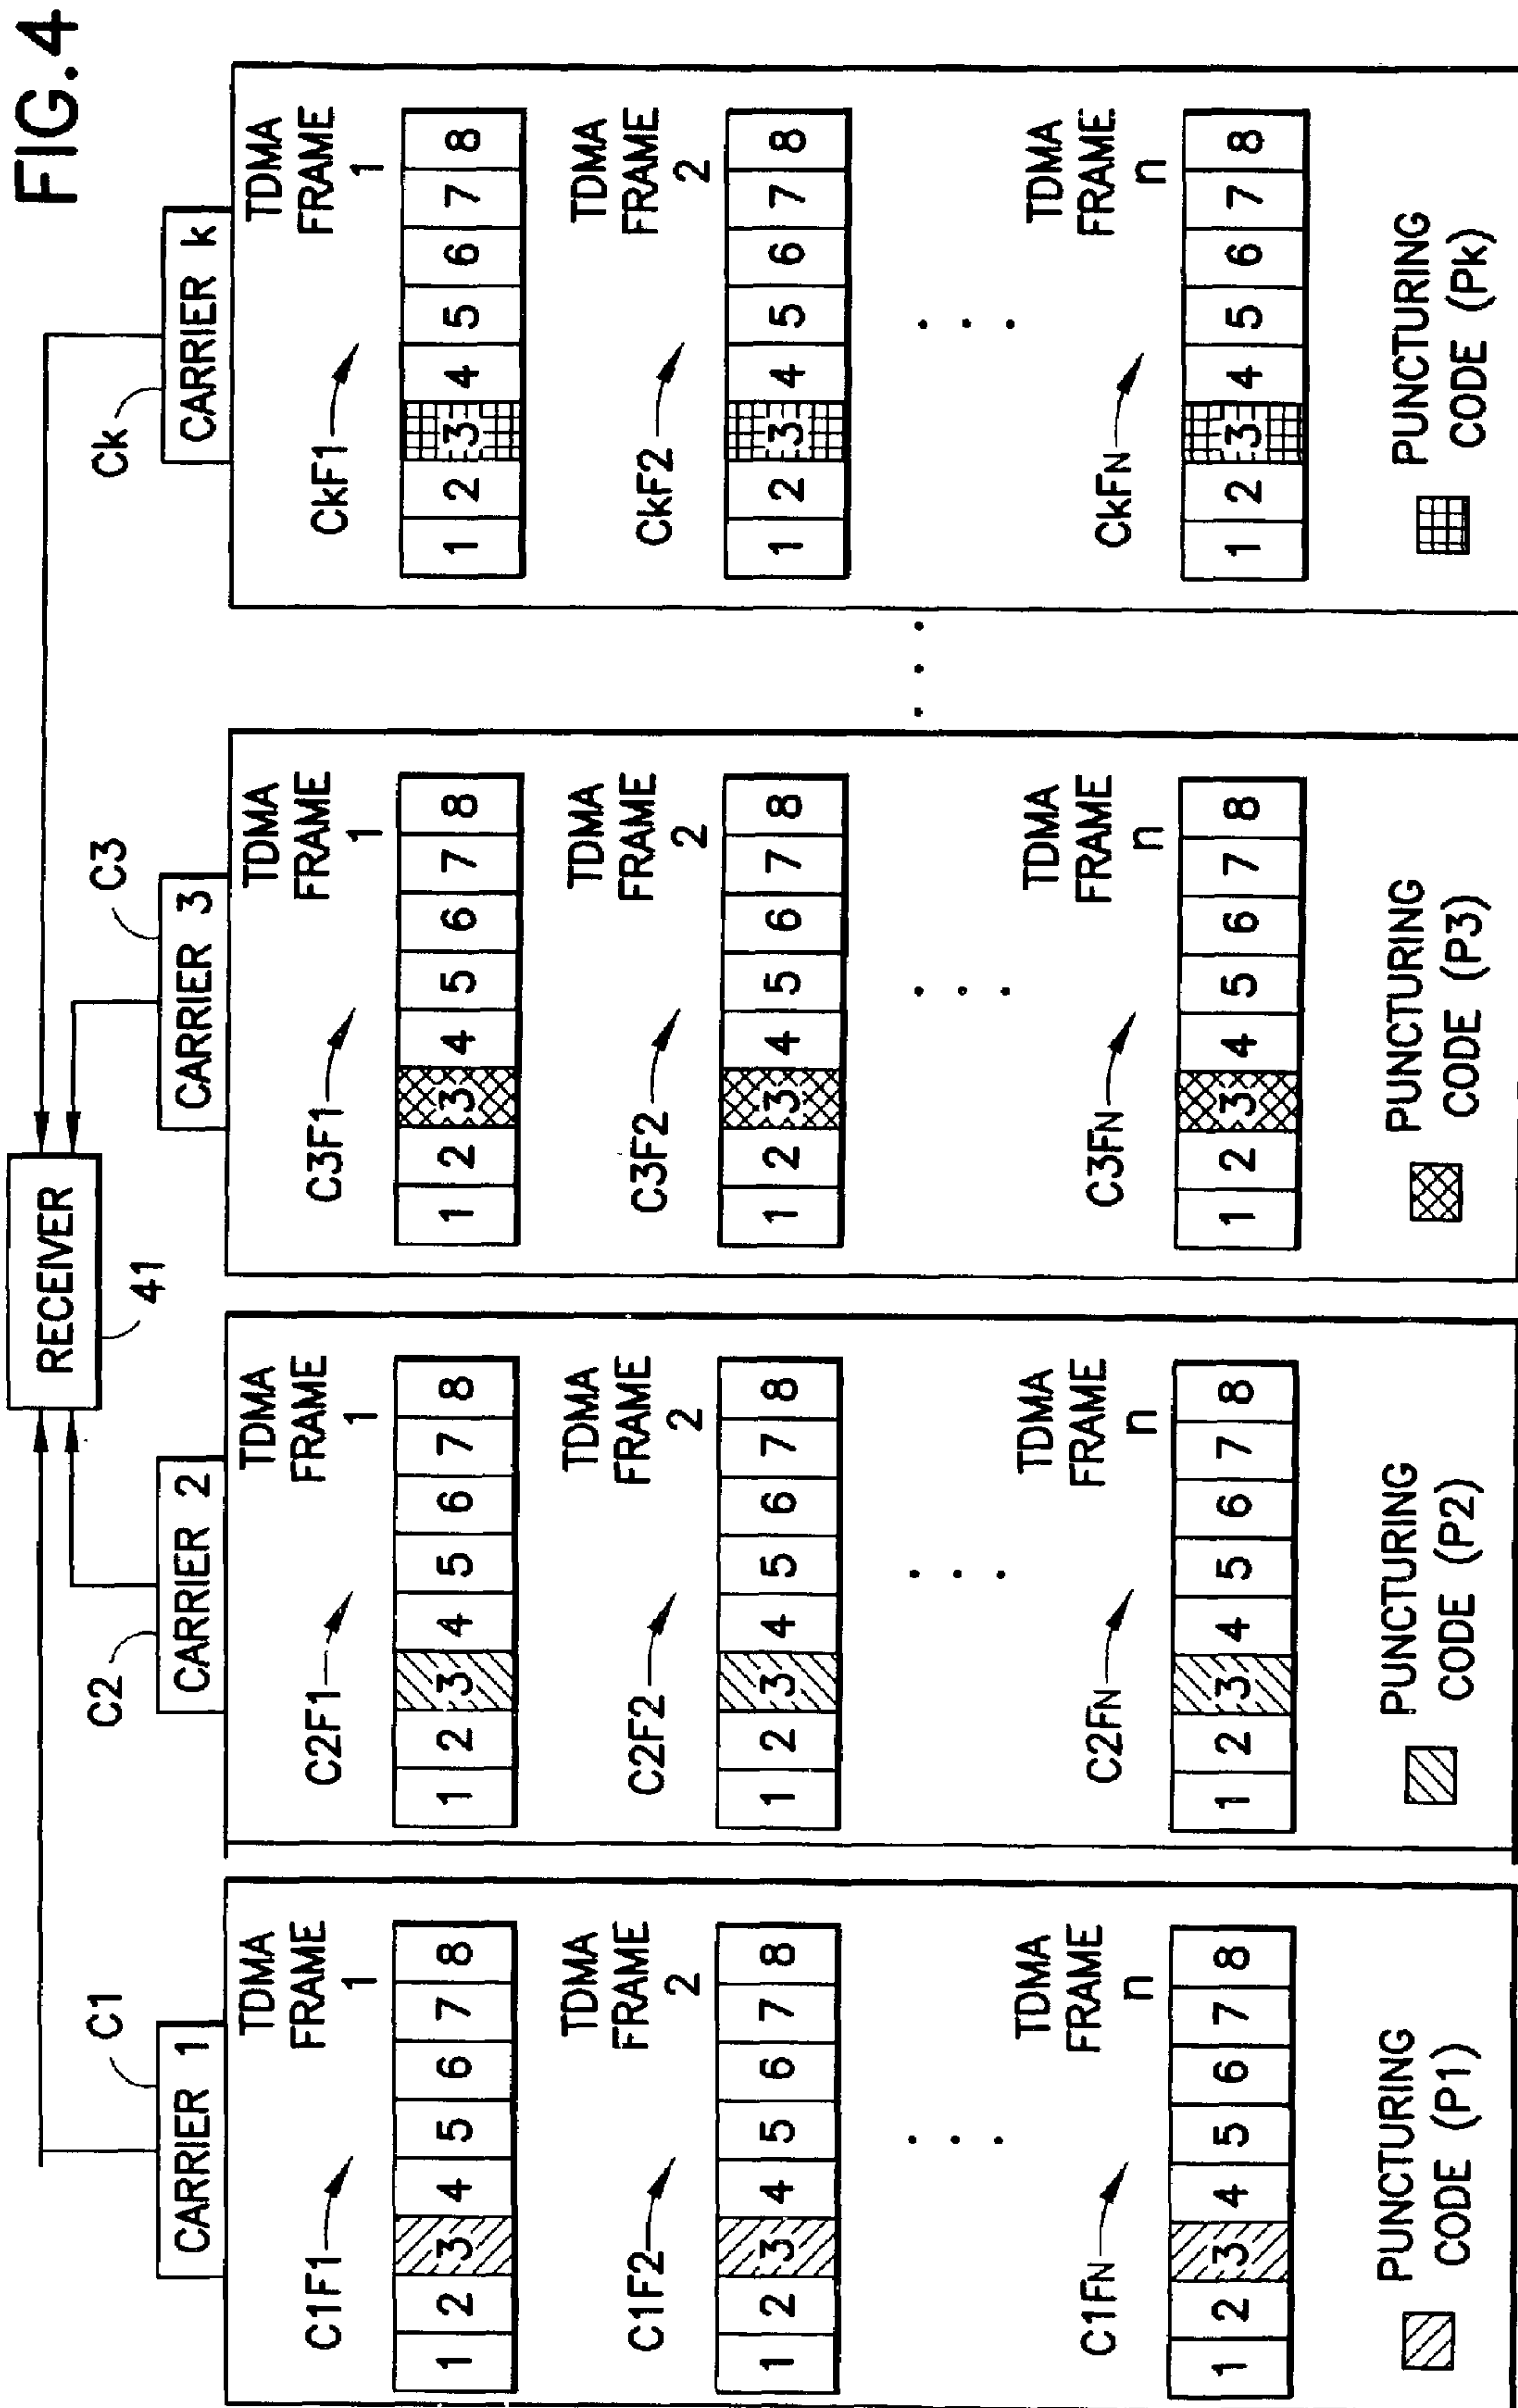 FIG.4
RECEIVER
41
C1
CARRIER 1
TDMA
FRAME
1
C1F1
1 2 3 4 5 6 7 8
TDMA
FRAME
2
C1F2
1 2 3 4 5 6 7 8
. . .
TDMA
FRAME
n
C1FN
1 2 3 4 5 6 7 8
PUNCTURING
CODE (P1)
C2
CARRIER 2
TDMA
FRAME
1
C2F1
1 2 3 4 5 6 7 8
TDMA
FRAME
2
C2F2
1 2 3 4 5 6 7 8
. . .
TDMA
FRAME
n
C2FN
1 2 3 4 5 6 7 8
PUNCTURING
CODE (P2)
C3
CARRIER 3
TDMA
FRAME
1
C3F1
1 2 3 4 5 6 7 8
TDMA
FRAME
2
C3F2
1 2 3 4 5 6 7 8
. . .
TDMA
FRAME
n
C3FN
1 2 3 4 5 6 7 8
PUNCTURING
CODE (P3)
. . .
Ck
CARRIER k
TDMA
FRAME
1
CkF1
1 2 3 4 5 6 7 8
TDMA
FRAME
2
CkF2
1 2 3 4 5 6 7 8
. . .
TDMA
FRAME
n
CkFN
1 2 3 4 5 6 7 8
PUNCTURING
CODE (Pk)